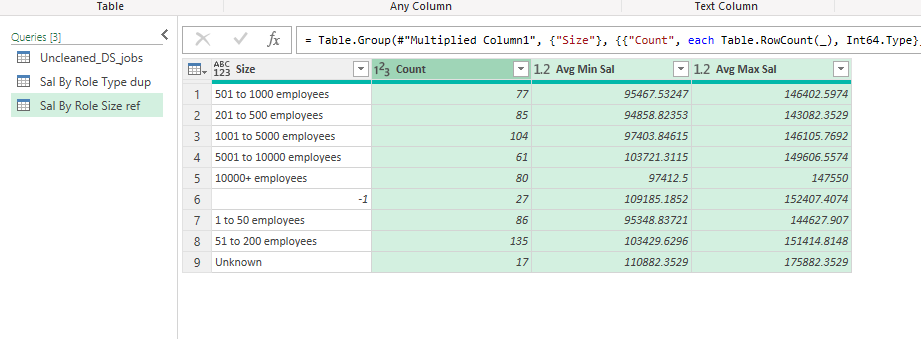 Table Any Column Text Column
Queries [3]
Uncleaned_DS_jobs
Sal By Role Type dup
Sal By Role Size ref
fx = Table.Group(#"Multiplied Column1", {"Size"}, {{"Count", each Table.RowCount(_), Int64.Type},
ABC 123 Size 123 Count 1.2 Avg Min Sal 1.2 Avg Max Sal
1 501 to 1000 employees 77 95467.53247 146402.5974
2 201 to 500 employees 85 94858.82353 143082.3529
3 1001 to 5000 employees 104 97403.84615 146105.7692
4 5001 to 10000 employees 61 103721.3115 149606.5574
5 10000+ employees 80 97412.5 147550
6 -1 27 109185.1852 152407.4074
7 1 to 50 employees 86 95348.83721 144627.907
8 51 to 200 employees 135 103429.6296 151414.8148
9 Unknown 17 110882.3529 175882.3529